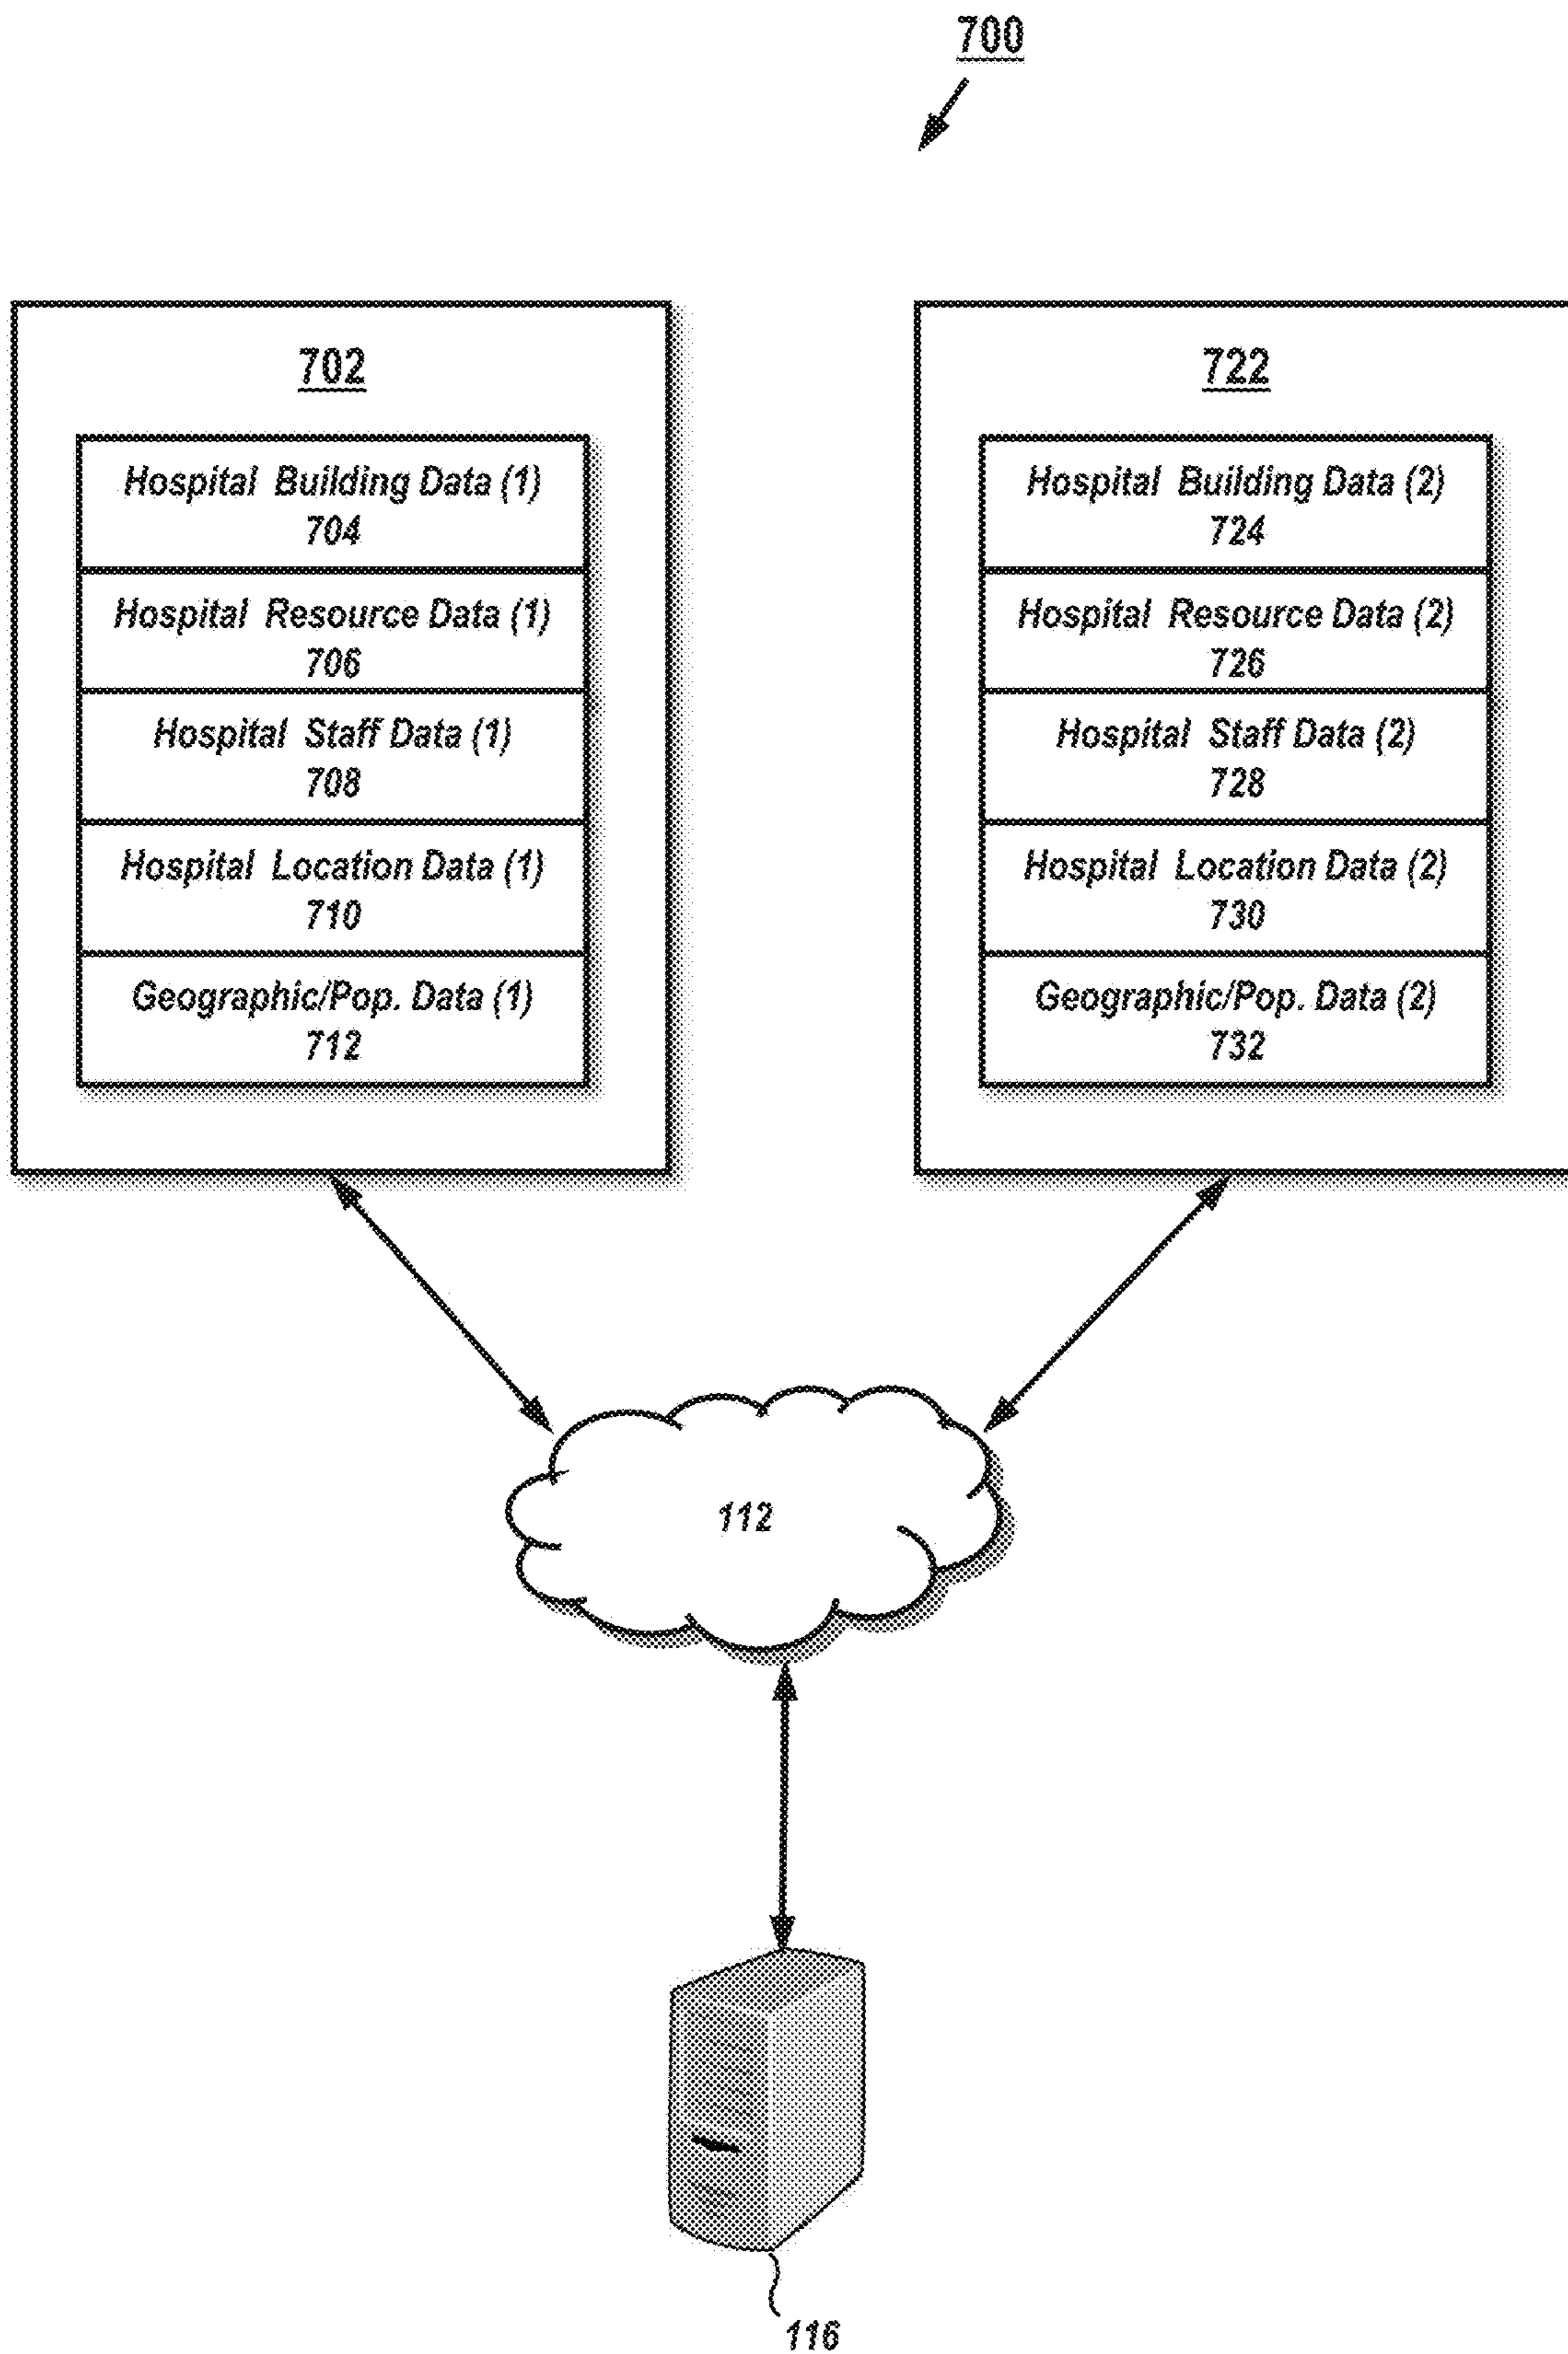 700
702
Hospital Building Data (1)
704
Hospital Resource Data (1)
706
Hospital Staff Data (1)
708
Hospital Location Data (1)
710
Geographic/Pop. Data (1)
712
722
Hospital Building Data (2)
724
Hospital Resource Data (2)
726
Hospital Staff Data (2)
728
Hospital Location Data (2)
730
Geographic/Pop. Data (2)
732
112
116